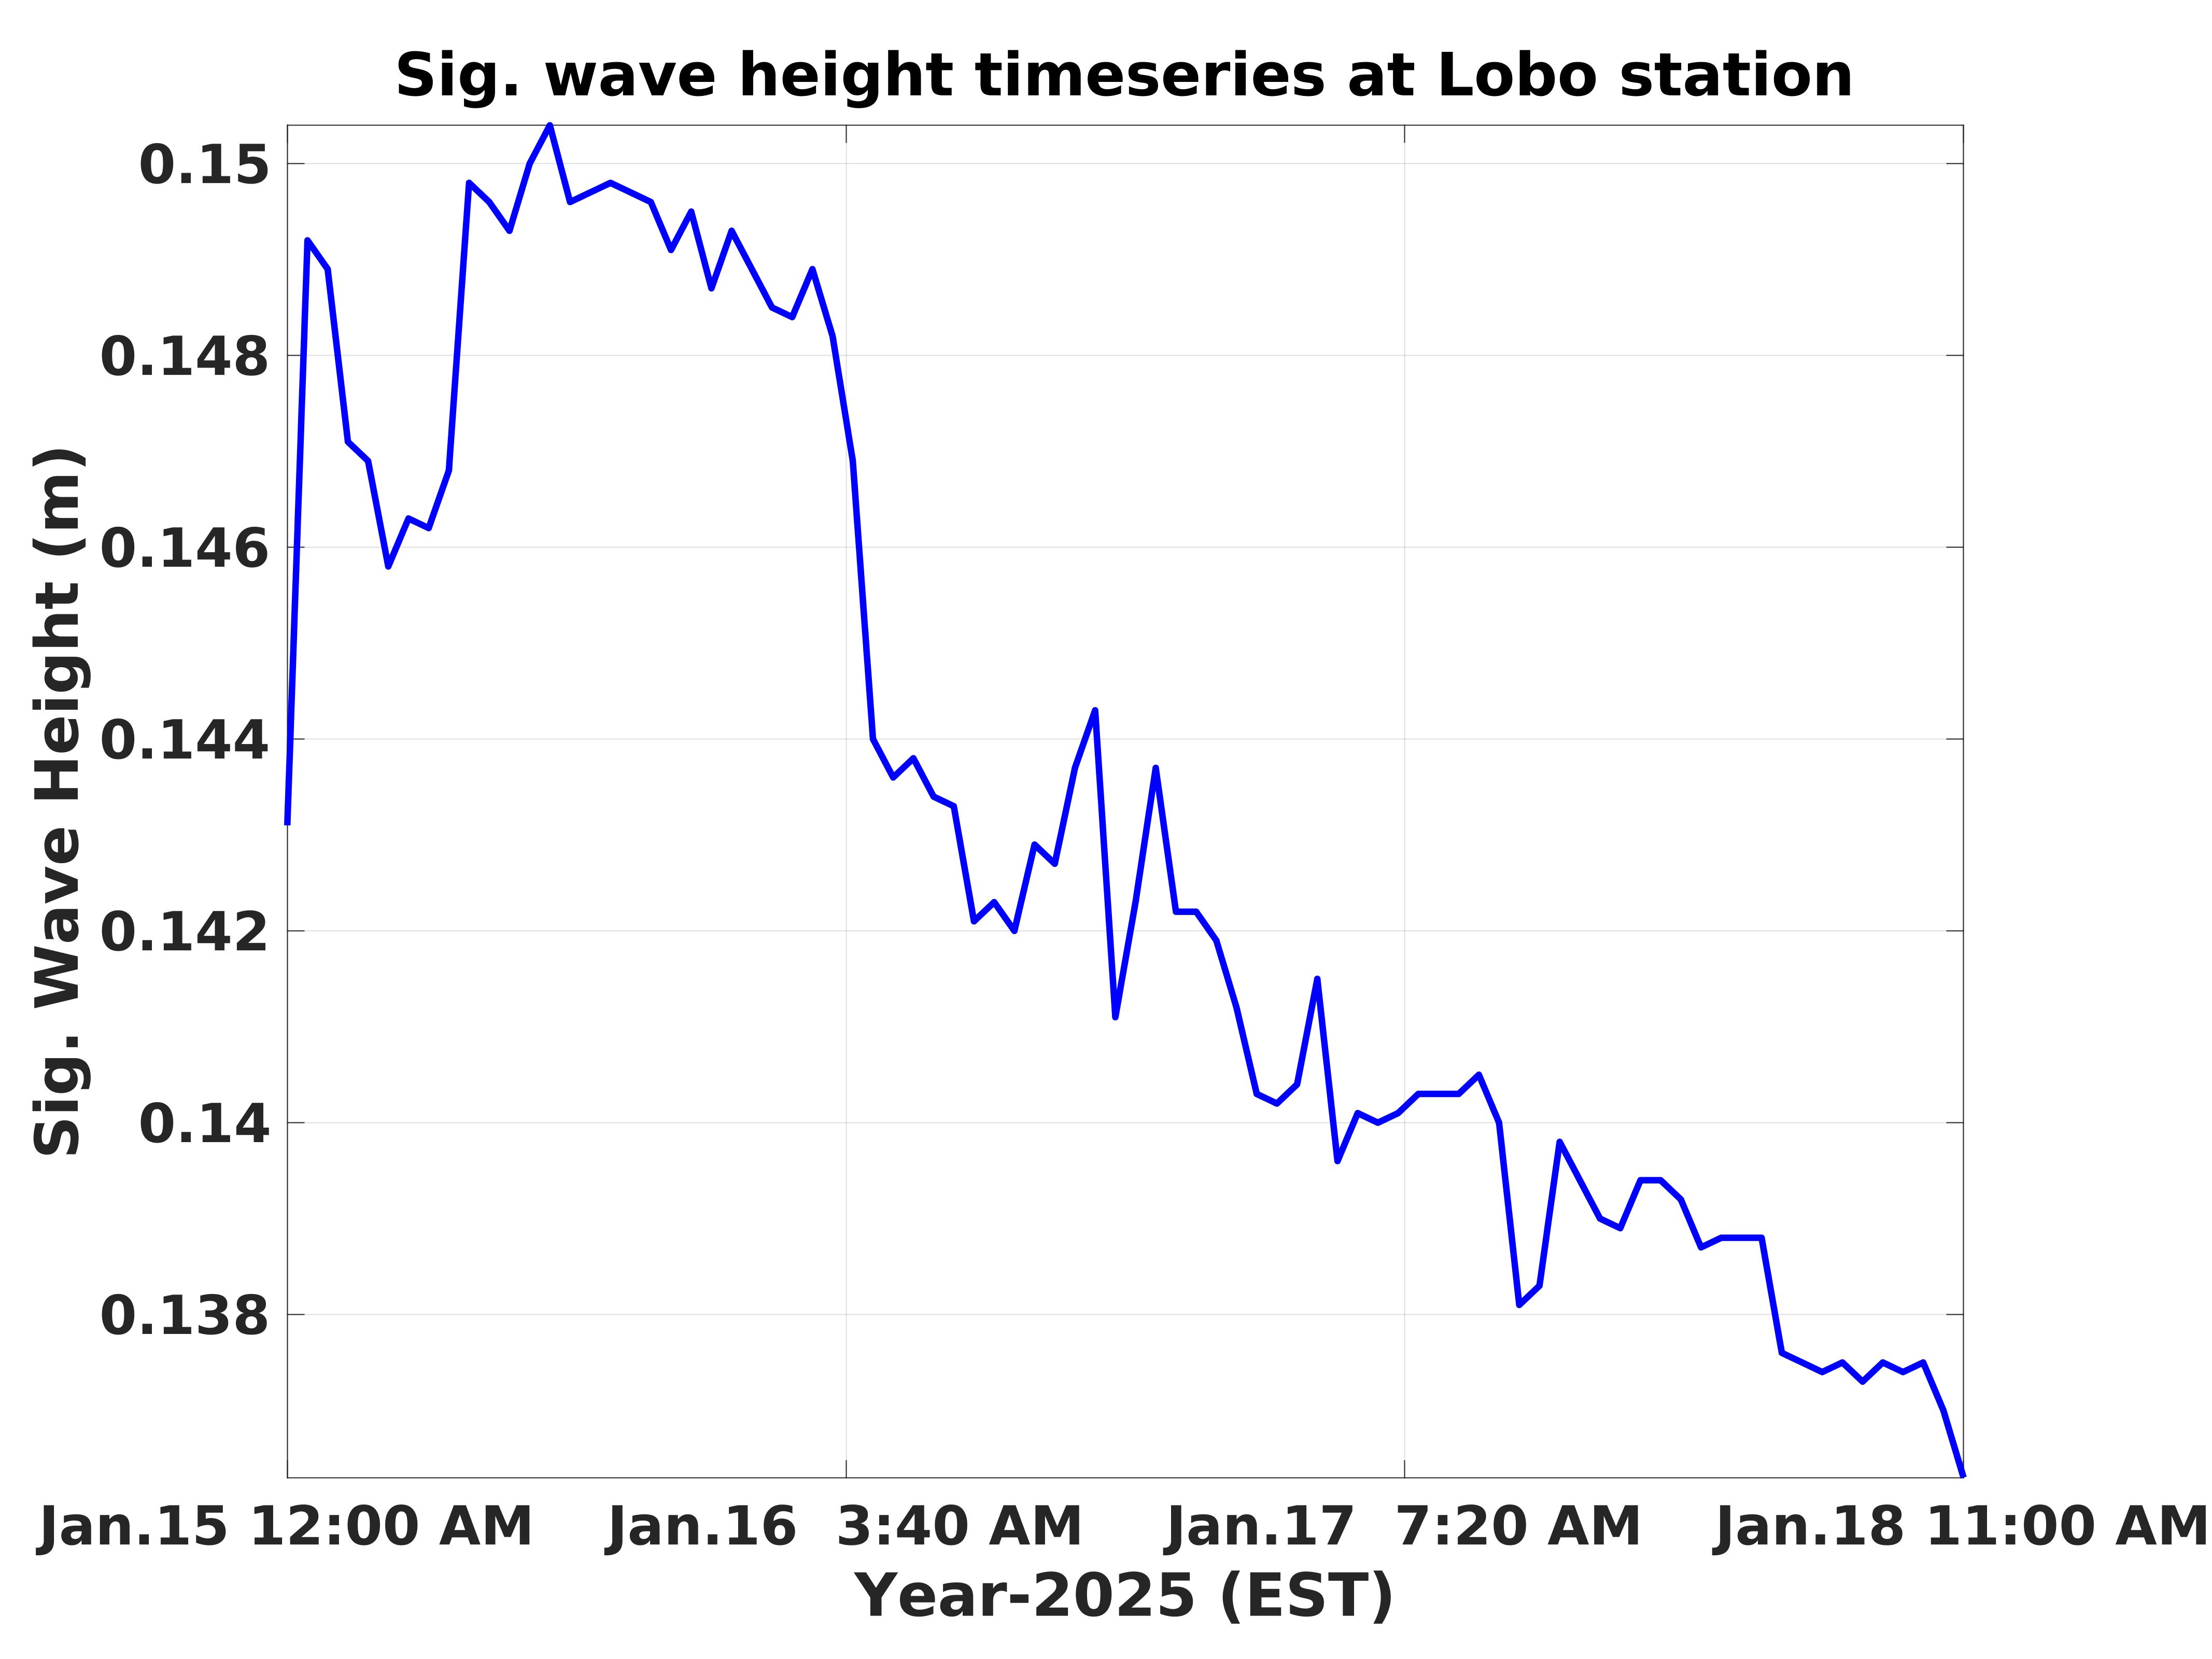 Sig. wave height timeseries at Lobo station
0.15
0.148
0.146
0.144
0.142
0.14
0.138
Sig. Wave Height (m)
Jan.15 12:00 AM Jan.16 3:40 AM Jan.17 7:20 AM Jan.18 11:00 AM
Year-2025 (EST)